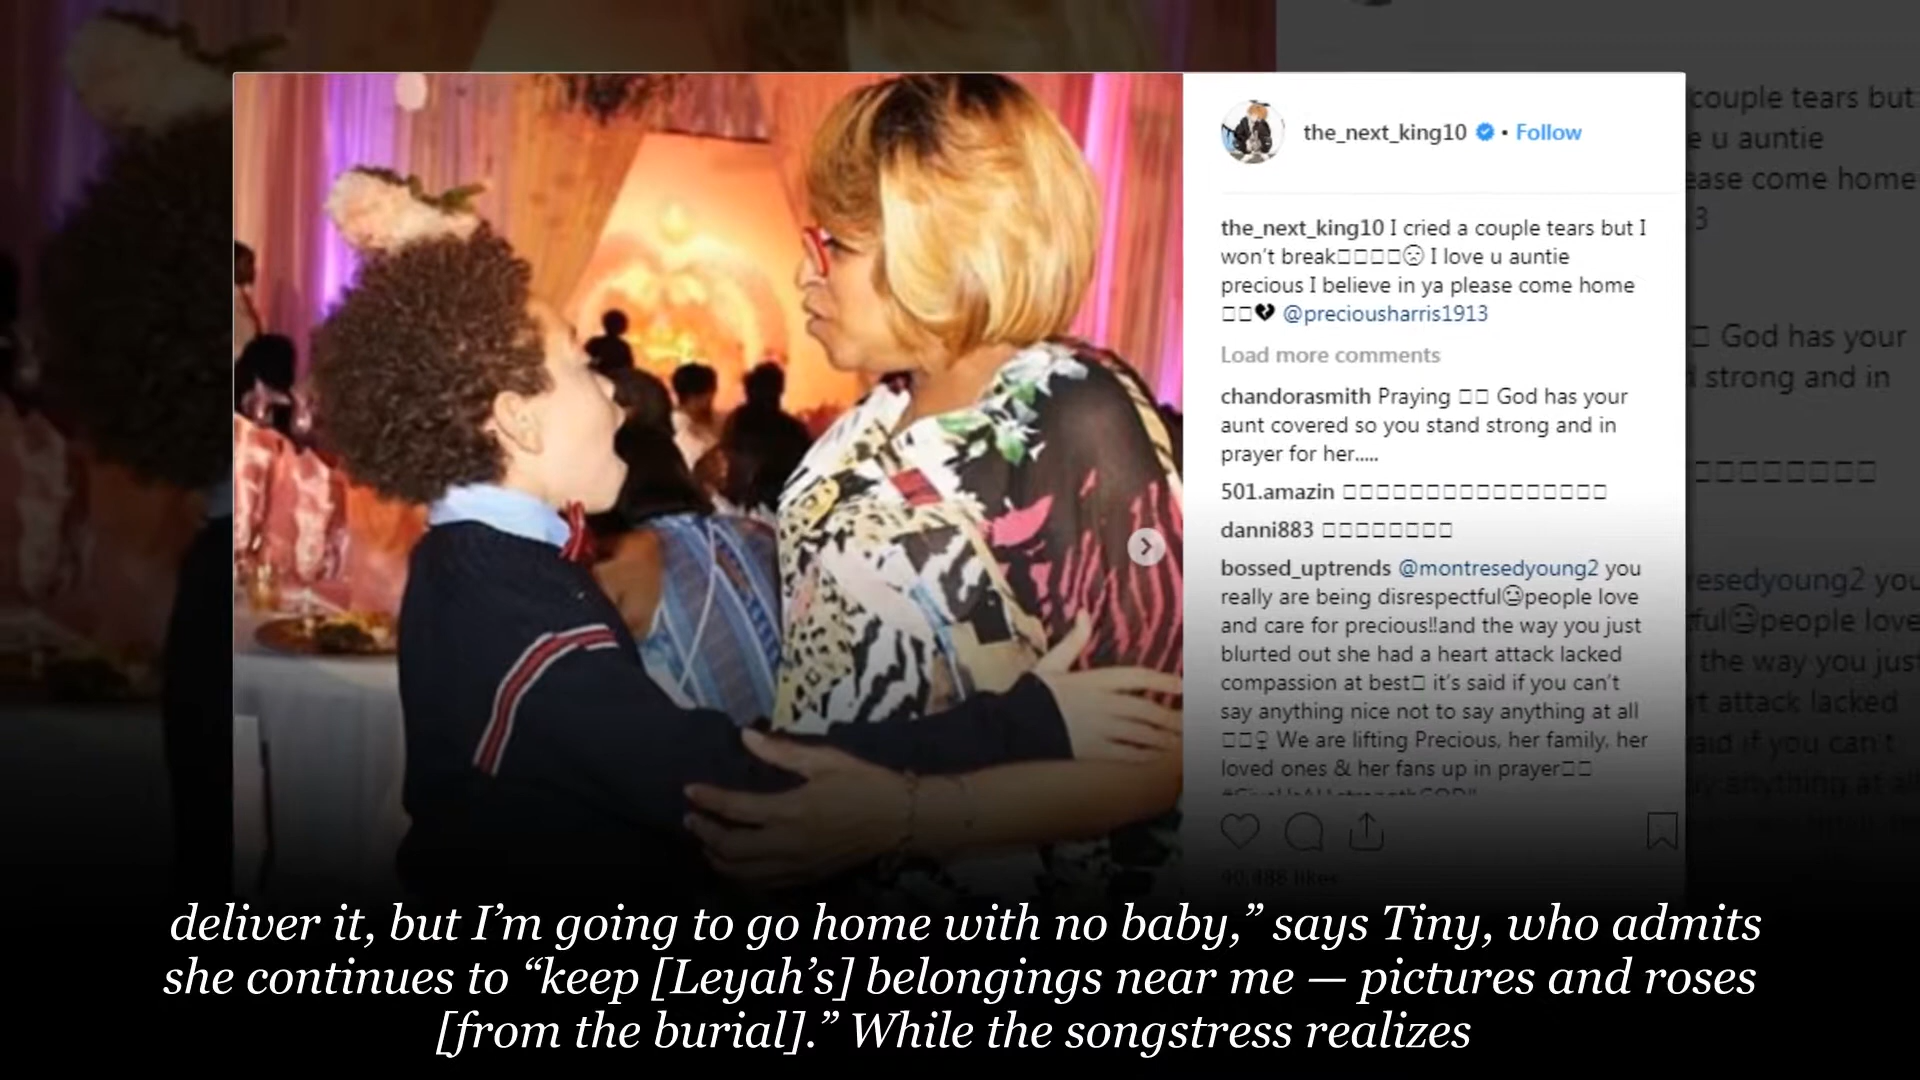 the_next_king10 • Follow
the_next_king10 I cried a couple tears but I
won't break□□□□☹ I love u auntie
precious I believe in ya please come home
□□💔 @preciousharris1913
Load more comments
chandorasmith Praying □□ God has your
aunt covered so you stand strong and in
prayer for her.....
501.amazin □□□□□□□□□□□□□□□□
danni883 □□□□□□□□
bossed_uptrends @montresedyoung2 you
really are being disrespectful😐people love
and care for precious!!and the way you just
blurted out she had a heart attack lacked
compassion at best□ it's said if you can't
say anything nice not to say anything at all
□□♀ We are lifting Precious, her family, her
loved ones & her fans up in prayer□□
couple tears but
e u auntie
ease come home
3
God has your
strong and in
resedyoung2 you
ful😐people love
the way you just
t attack lacked
said if you can't
deliver it, but I’m going to go home with no baby,” says Tiny, who admits
she continues to “keep [Leyah’s] belongings near me — pictures and roses
[from the burial].” While the songstress realizes